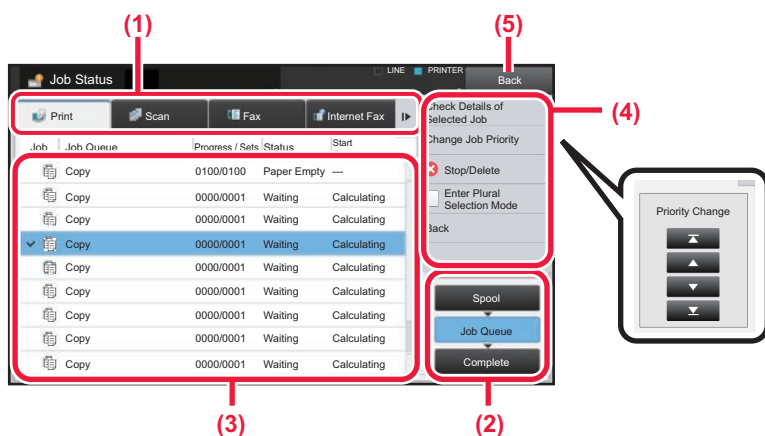 (1)
(5)
LINE PRINTER
Job Status
Back
Print Scan Fax Internet Fax
Job Job Queue Progress / Sets Status Start
Copy 0100/0100 Paper Empty ---
Copy 0000/0001 Waiting Calculating
Copy 0000/0001 Waiting Calculating
Copy 0000/0001 Waiting Calculating
Copy 0000/0001 Waiting Calculating
Copy 0000/0001 Waiting Calculating
Copy 0000/0001 Waiting Calculating
Copy 0000/0001 Waiting Calculating
Copy 0000/0001 Waiting Calculating
Check Details of
Selected Job
Change Job Priority
Stop/Delete
Enter Plural
Selection Mode
Back
(4)
Priority Change
Spool
Job Queue
Complete
(3)
(2)